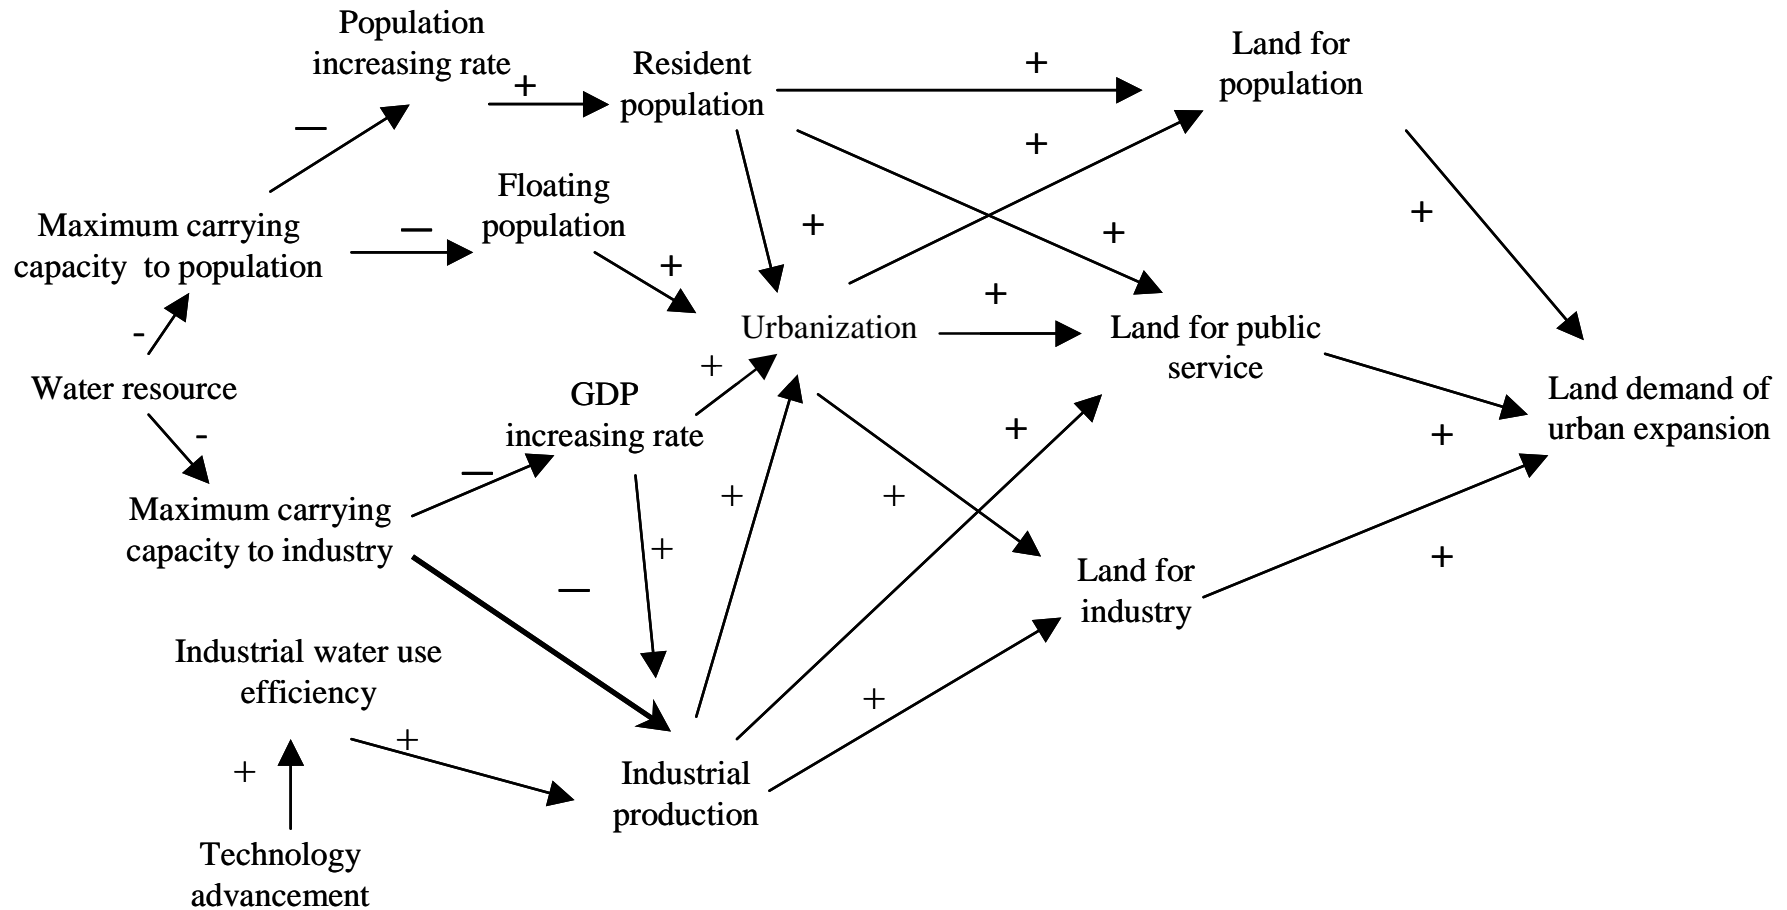 Population
increasing rate
+
Resident
population
+
Land for
population
—
+
Floating
population
Maximum carrying
capacity to population
—
+
+
+
+
+
-
Urbanization
Land for public
service
Water resource
+
GDP
increasing rate
-
—
+
+
Land demand of
urban expansion
+
+
Maximum carrying
capacity to industry
+
—
+
Land for
industry
Industrial water use
efficiency
+
+
+
Industrial
production
Technology
advancement